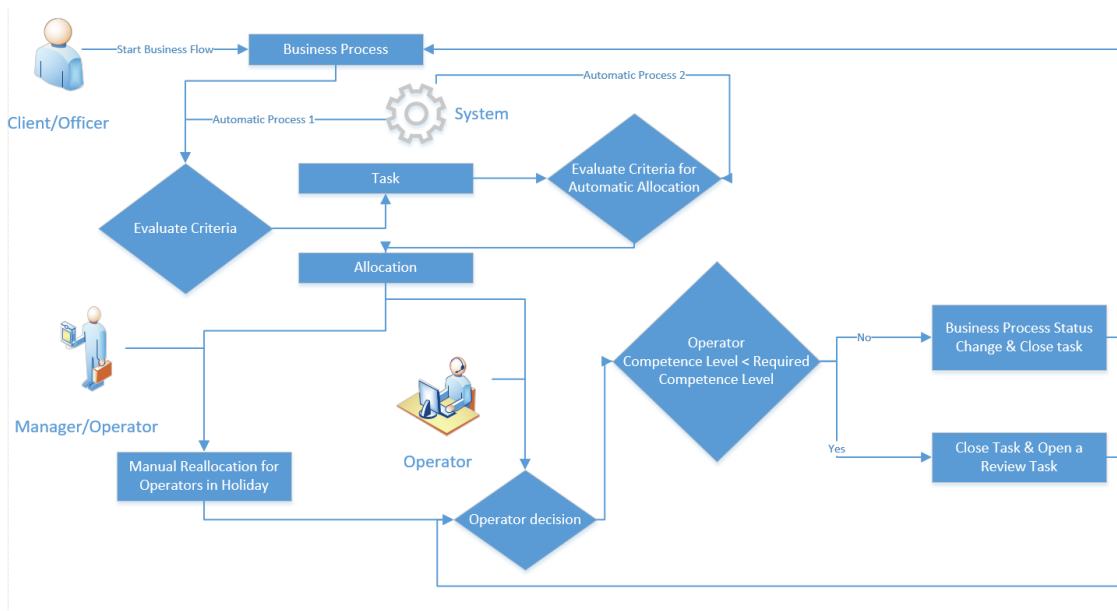 Start Business Flow
Business Process
Automatic Process 2
Client/Officer
Automatic Process 1
System
Task
Evaluate Criteria for
Automatic Allocation
Evaluate Criteria
Allocation
Operator
Competence Level < Required
Competence Level
No
Business Process Status
Change & Close task
Manager/Operator
Operator
Yes
Close Task & Open a
Review Task
Manual Reallocation for
Operators in Holiday
Operator decision